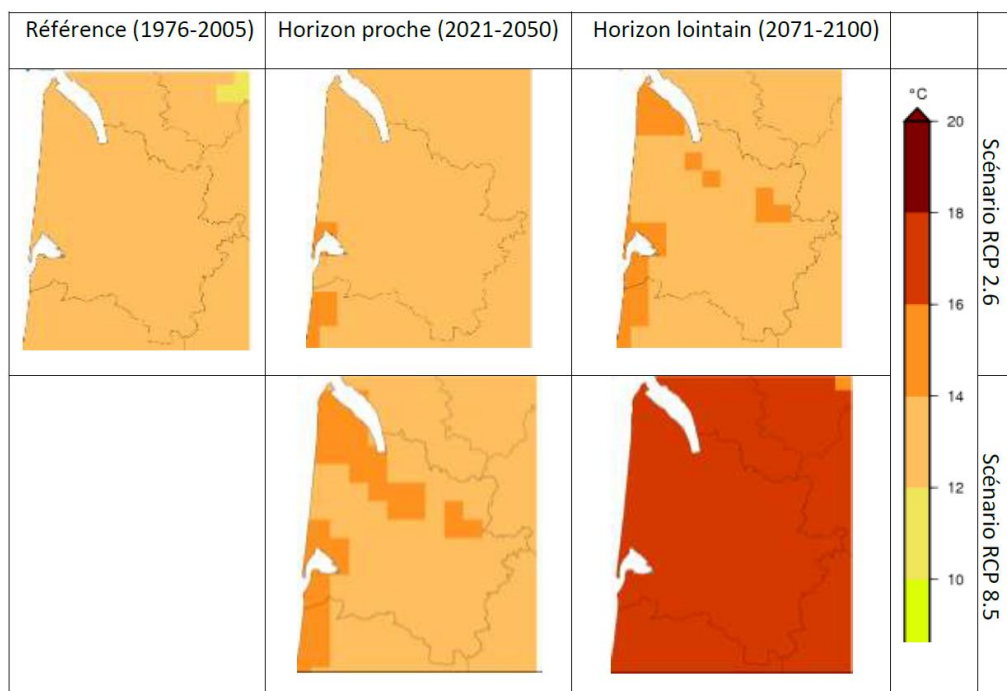 Référence (1976-2005)
Horizon proche (2021-2050)
Horizon lointain (2071-2100)
°C
20
18
16
14
12
10
Scénario RCP 2.6
Scénario RCP 8.5